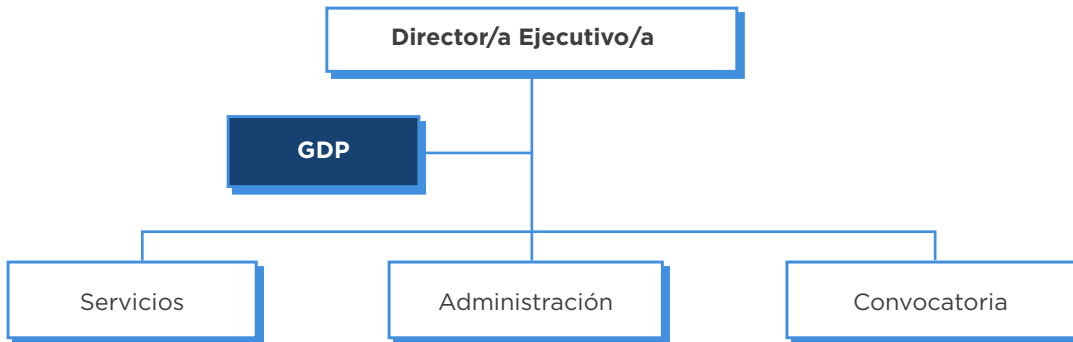 Director/a Ejecutivo/a
GDP
Servicios
Administración
Convocatoria